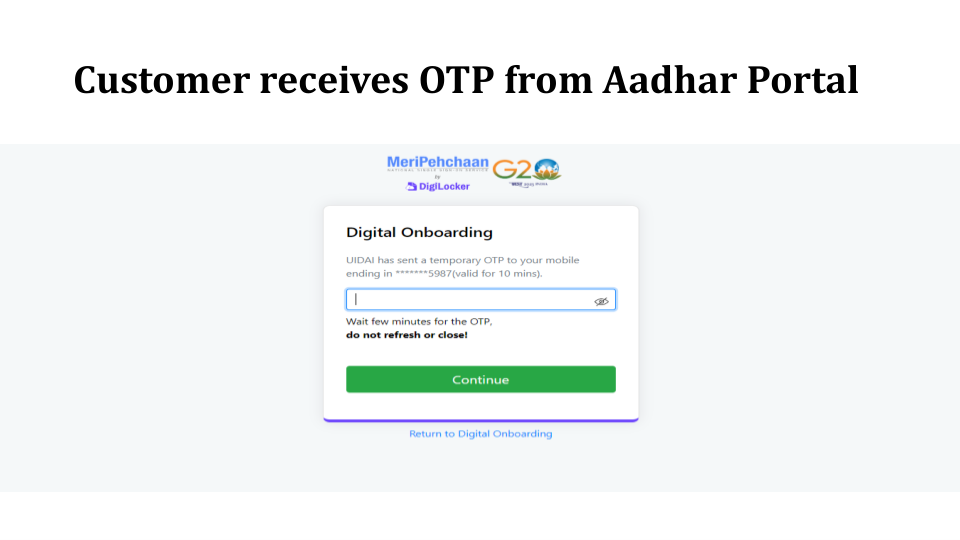 Customer receives OTP from Aadhar Portal
MeriPehchaan
NATIONAL SINGLE SIGN-ON SERVICE
by
DigiLocker
G20
Digital Onboarding
UIDAI has sent a temporary OTP to your mobile
ending in *******5987(valid for 10 mins).
Wait few minutes for the OTP,
do not refresh or close!
Continue
Return to Digital Onboarding